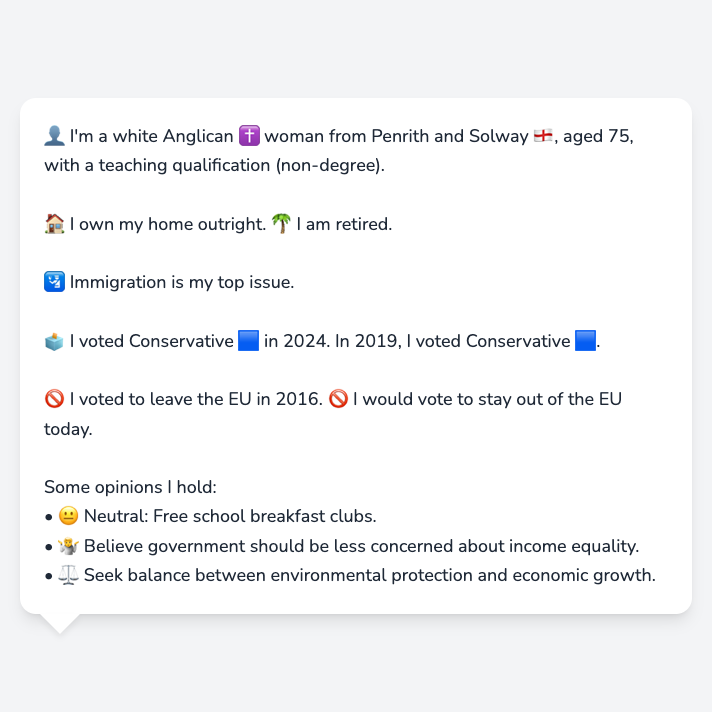 👤 I'm a white Anglican ✝️ woman from Penrith and Solway 🏴󠁧󠁢󠁥󠁮󠁧󠁿, aged 75,
with a teaching qualification (non-degree).
🏠 I own my home outright. 🌴 I am retired.
🛂 Immigration is my top issue.
🗳️ I voted Conservative 🟦 in 2024. In 2019, I voted Conservative 🟦.
🚫 I voted to leave the EU in 2016. 🚫 I would vote to stay out of the EU
today.
Some opinions I hold:
• 😐 Neutral: Free school breakfast clubs.
• 🤷 Believe government should be less concerned about income equality.
• ⚖️ Seek balance between environmental protection and economic growth.